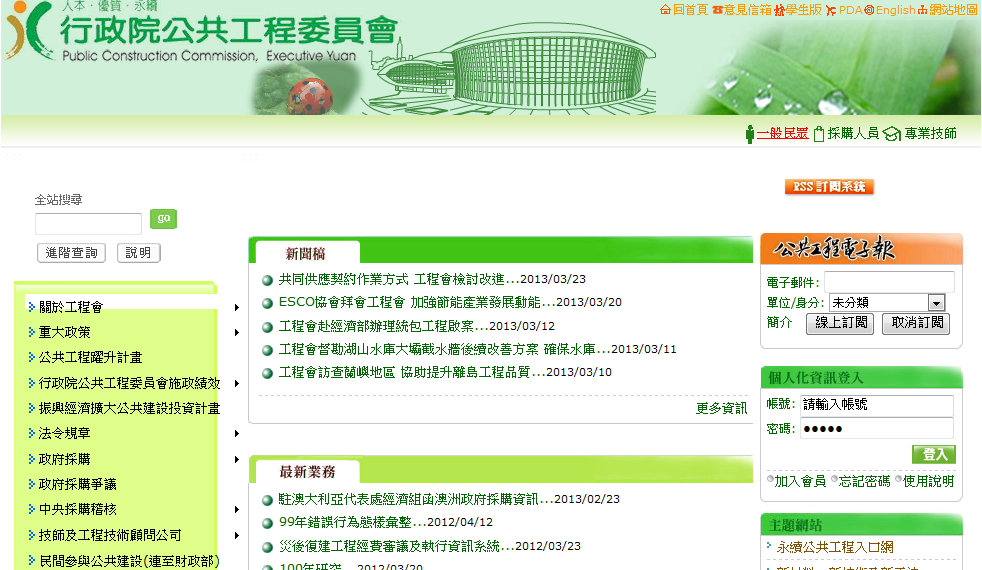 人本．優質．永續
行政院公共工程委員會
Public Construction Commission, Executive Yuan
回首頁 意見信箱 學生版 PDA English 網站地圖
一般民眾 採購人員 專業技師
RSS 訂閱系統
全站搜尋
go
進階查詢 說明
關於工程會
重大政策
公共工程躍升計畫
行政院公共工程委員會施政績效
振興經濟擴大公共建設投資計畫
法令規章
政府採購
政府採購爭議
中央採購稽核
技師及工程技術顧問公司
民間參與公共建設(連至財政部)
新聞稿
共同供應契約作業方式 工程會檢討改進...2013/03/23
ESCO協會拜會工程會 加強節能產業發展動能...2013/03/20
工程會赴經濟部辦理統包工程啟案...2013/03/12
工程會督勘湖山水庫大壩截水牆後續改善方案 確保水庫...2013/03/11
工程會訪查蘭嶼地區 協助提升離島工程品質...2013/03/10
更多資訊
最新業務
駐澳大利亞代表處經濟組函澳洲政府採購資訊...2013/02/23
99年錯誤行為態樣彙整...2012/04/12
災後復建工程經費審議及執行資訊系統...2012/03/23
100年研究...2012/03/20
公共工程電子報
電子郵件:
單位/身分: 未分類
簡介 線上訂閱 取消訂閱
個人化資訊登入
帳號: 請輸入帳號
密碼: ●●●●●
登入
加入會員 忘記密碼 使用說明
主題網站
永續公共工程入口網